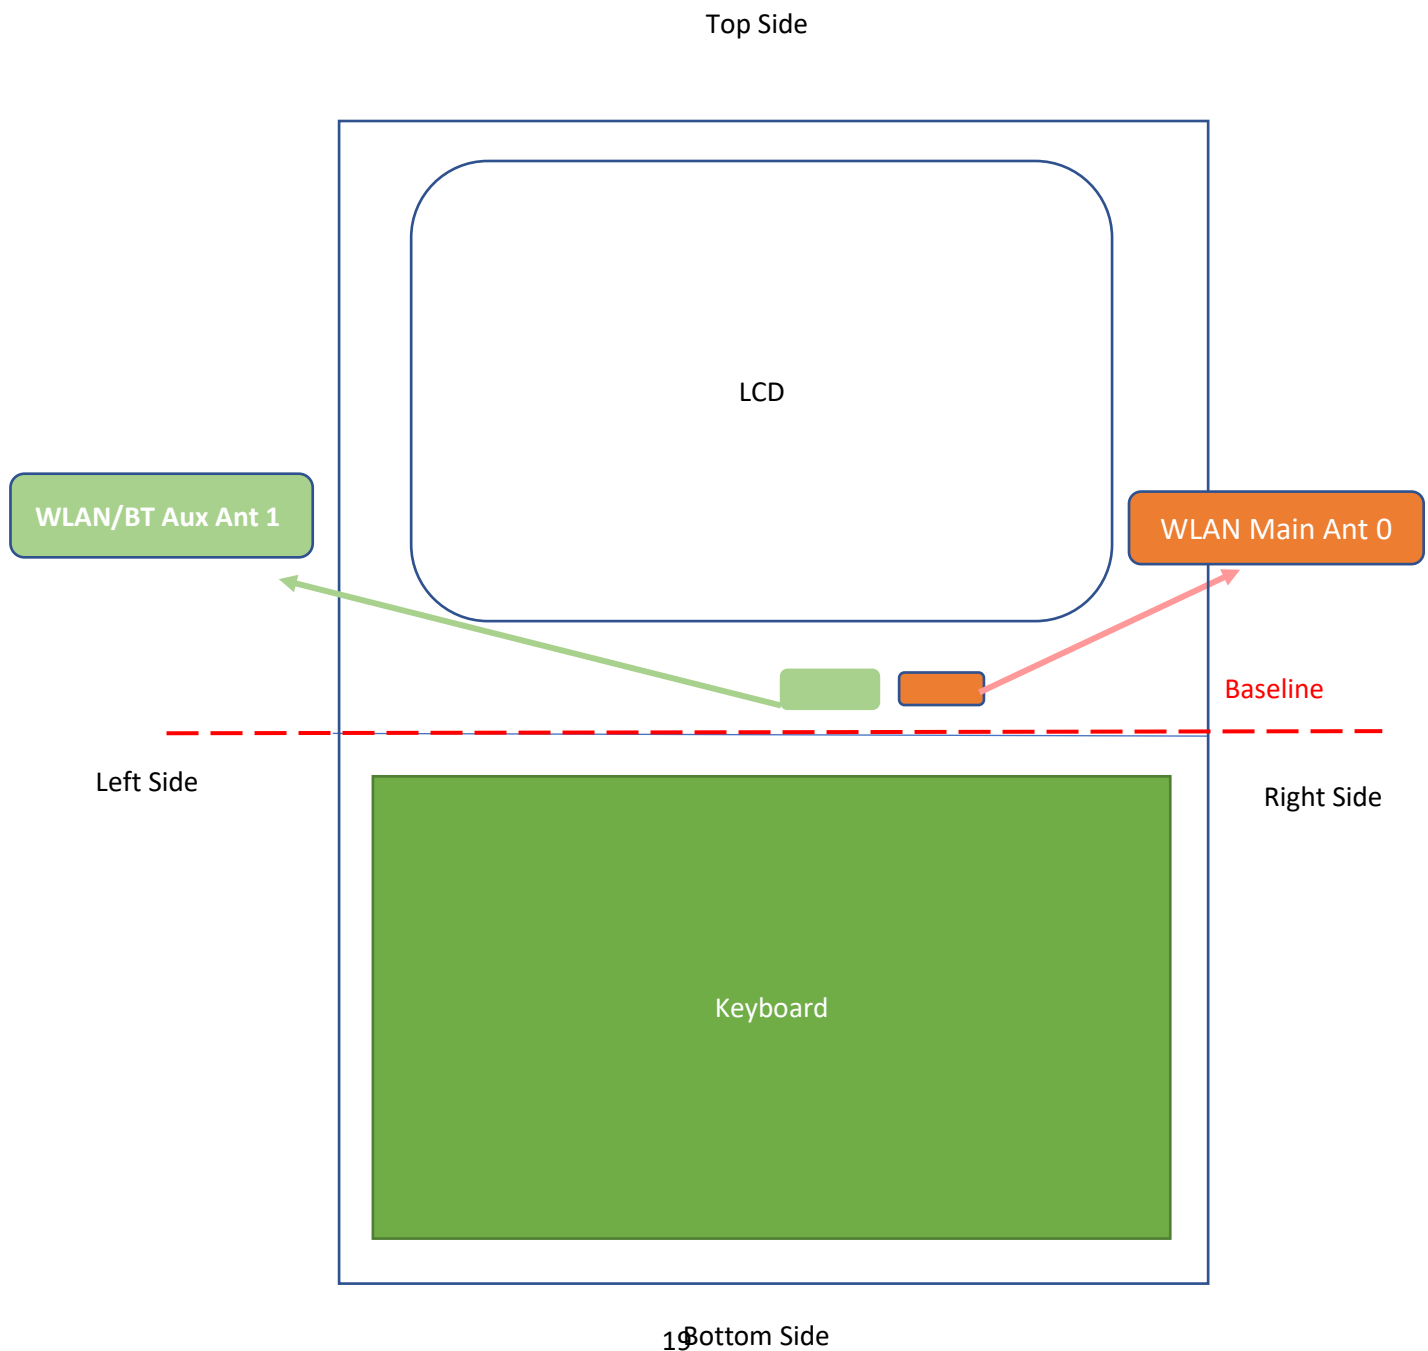 Top Side
LCD
WLAN/BT Aux Ant 1
WLAN Main Ant 0
Baseline
Left Side
Right Side
Keyboard
19
Bottom Side